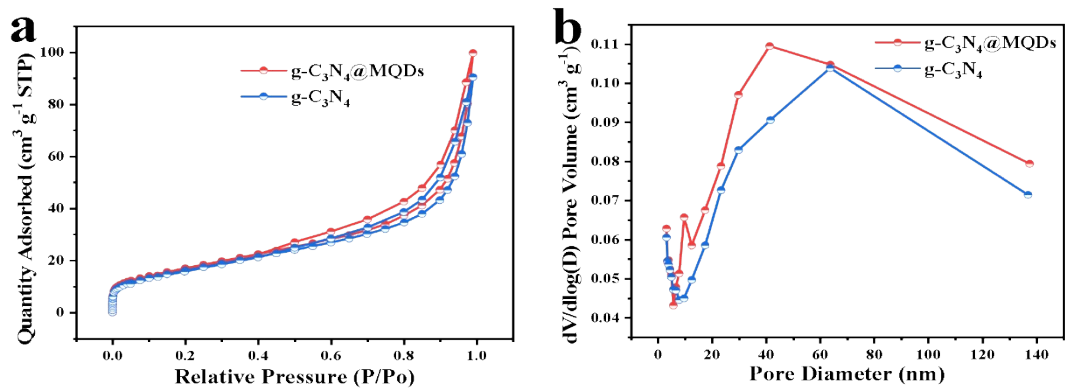 a
Quantity Adsorbed (cm³ g⁻¹ STP)
100
80
60
40
20
0
g-C₃N₄@MQDs
g-C₃N₄
0.0 0.2 0.4 0.6 0.8 1.0
Relative Pressure (P/Po)
b
dV/dlog(D) Pore Volume (cm³ g⁻¹)
0.11
0.10
0.09
0.08
0.07
0.06
0.05
0.04
g-C₃N₄@MQDs
g-C₃N₄
0 20 40 60 80 100 120 140
Pore Diameter (nm)